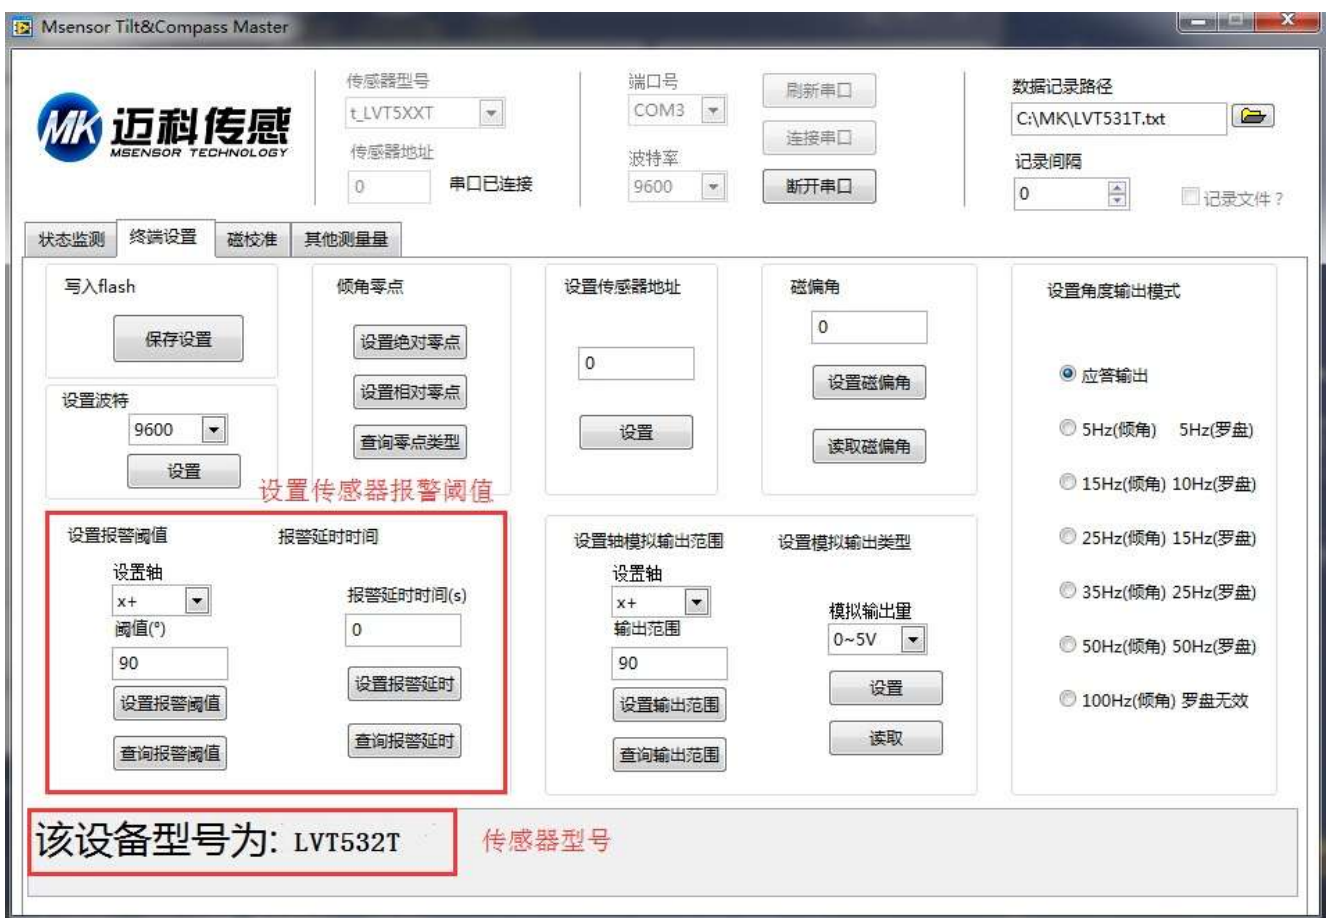 Msensor Tilt&Compass Master
MK 迈科传感
MSENSOR TECHNOLOGY
传感器型号
t_LVT5XXT
传感器地址
0
串口已连接
端口号
COM3
波特率
9600
刷新串口
连接串口
断开串口
数据记录路径
C:\MK\LVT531T.txt
记录间隔
0
记录文件？
状态监测 终端设置 磁校准 其他测量量
写入flash
保存设置
设置波特
9600
设置
倾角零点
设置绝对零点
设置相对零点
查询零点类型
设置传感器地址
0
设置
磁偏角
0
设置磁偏角
读取磁偏角
设置角度输出模式
应答输出
5Hz(倾角) 5Hz(罗盘)
15Hz(倾角) 10Hz(罗盘)
25Hz(倾角) 15Hz(罗盘)
35Hz(倾角) 25Hz(罗盘)
50Hz(倾角) 50Hz(罗盘)
100Hz(倾角) 罗盘无效
设置传感器报警阈值
设置报警阈值
设置轴
x+
阈值(°)
90
设置报警阈值
查询报警阈值
报警延时时间
报警延时时间(s)
0
设置报警延时
查询报警延时
设置轴模拟输出范围
设置轴
x+
输出范围
90
设置输出范围
查询输出范围
设置模拟输出类型
模拟输出量
0~5V
设置
读取
该设备型号为: LVT532T
传感器型号